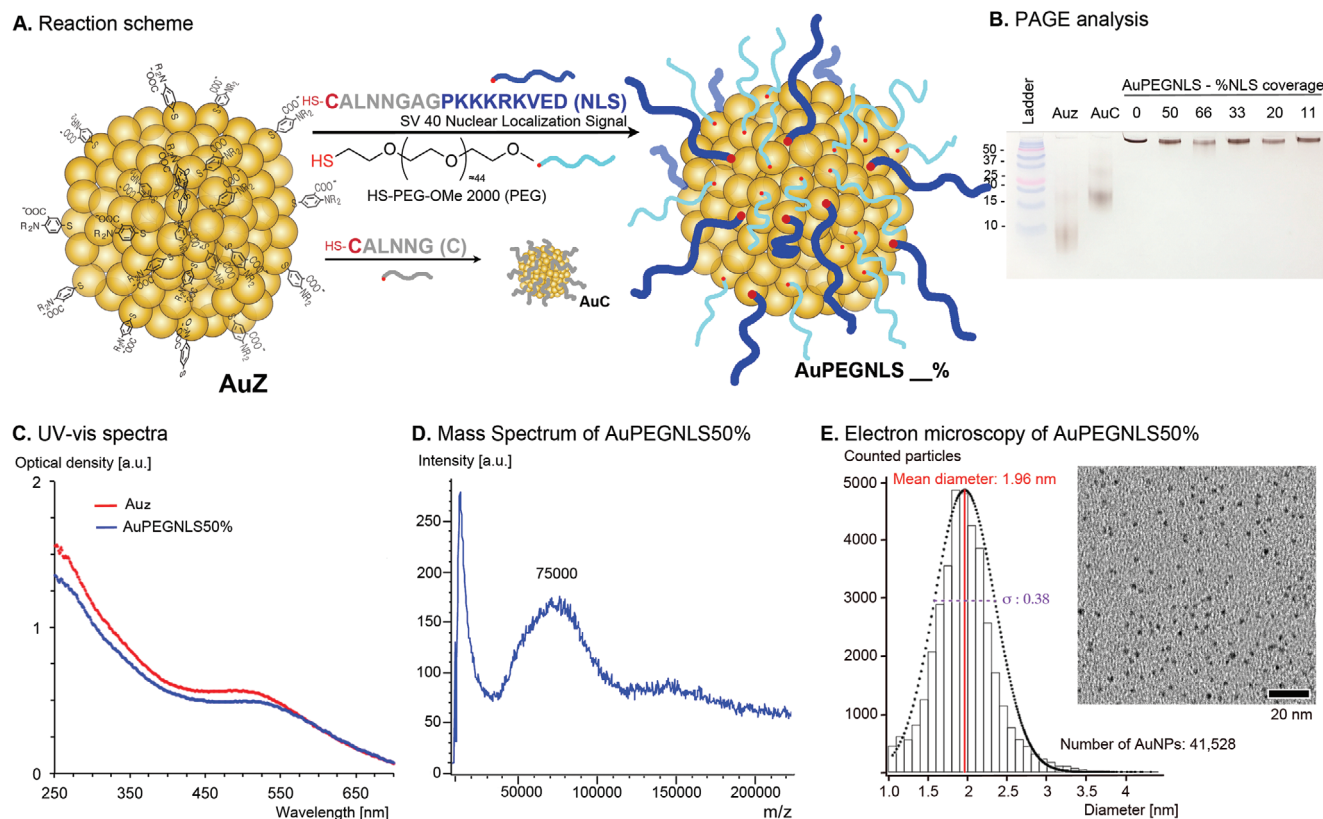 A. Reaction scheme
HS-CALNNGAGPKKKRKVED (NLS)
SV 40 Nuclear Localization Signal
HS
O
O
O
≈44
HS-PEG-OMe 2000 (PEG)
HS-CALNNG (C)
AuC
AuZ
AuPEGNLS __%
B. PAGE analysis
AuPEGNLS - %NLS coverage
Ladder Auz AuC 0 50 66 33 20 11
50 -
37 -
25 -
20 -
15 -
10 -
C. UV-vis spectra
Optical density [a.u.]
2
1
0
Auz
AuPEGNLS50%
250 350 450 550 650
Wavelength [nm]
D. Mass Spectrum of AuPEGNLS50%
Intensity [a.u.]
250
200
150
100
50
0
75000
50000 100000 150000 200000
m/z
E. Electron microscopy of AuPEGNLS50%
Counted particles
5000
4000
3000
2000
1000
Mean diameter: 1.96 nm
σ : 0.38
20 nm
Number of AuNPs: 41,528
1.0 1.5 2 2.5 3 3.5 4
Diameter [nm]